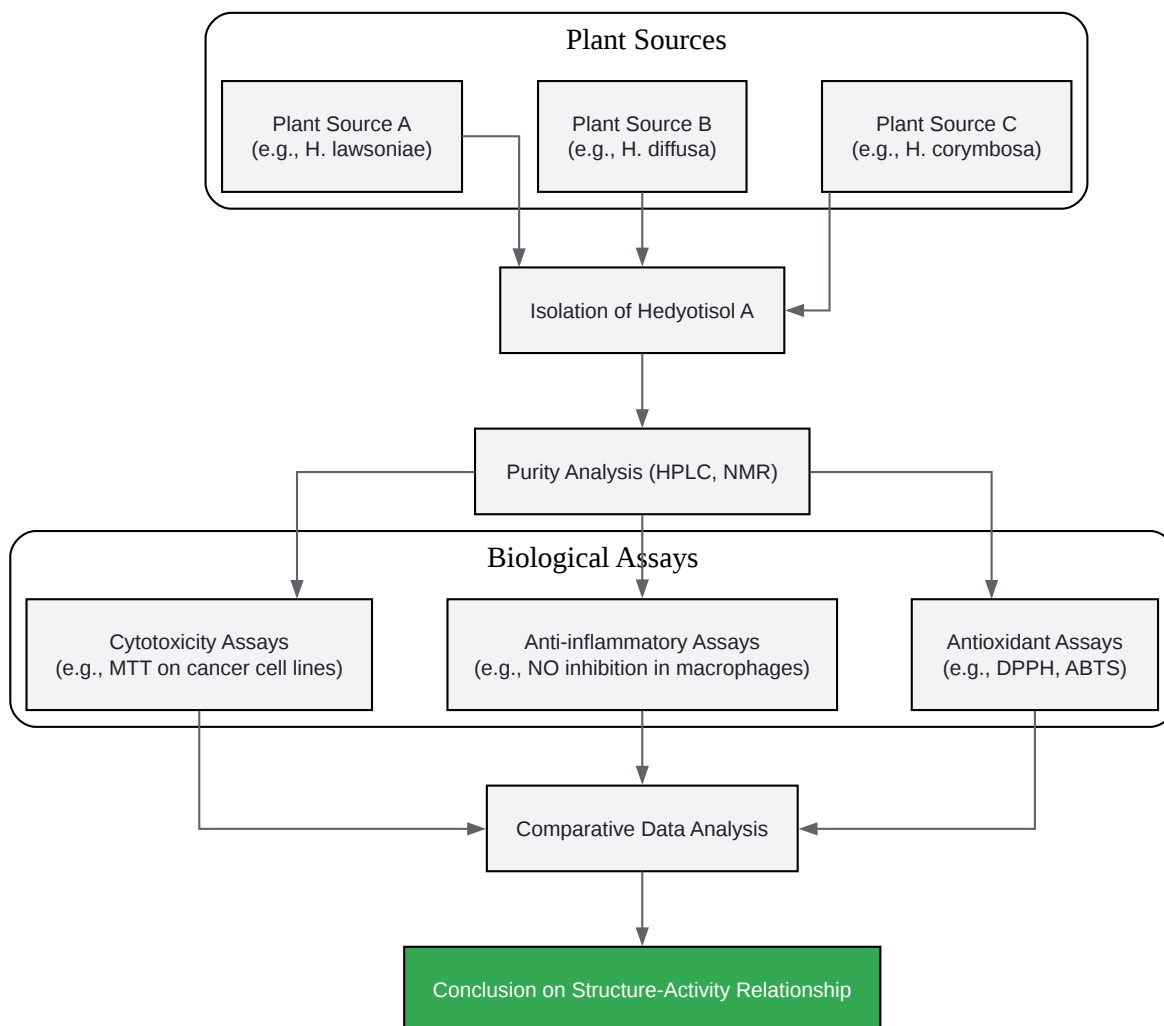 Plant Sources
Plant Source A
(e.g., H. lawsoniae)
Plant Source B
(e.g., H. diffusa)
Plant Source C
(e.g., H. corymbosa)
Isolation of Hedyotisol A
Purity Analysis (HPLC, NMR)
Biological Assays
Cytotoxicity Assays
(e.g., MTT on cancer cell lines)
Anti-inflammatory Assays
(e.g., NO inhibition in macrophages)
Antioxidant Assays
(e.g., DPPH, ABTS)
Comparative Data Analysis
Conclusion on Structure-Activity Relationship